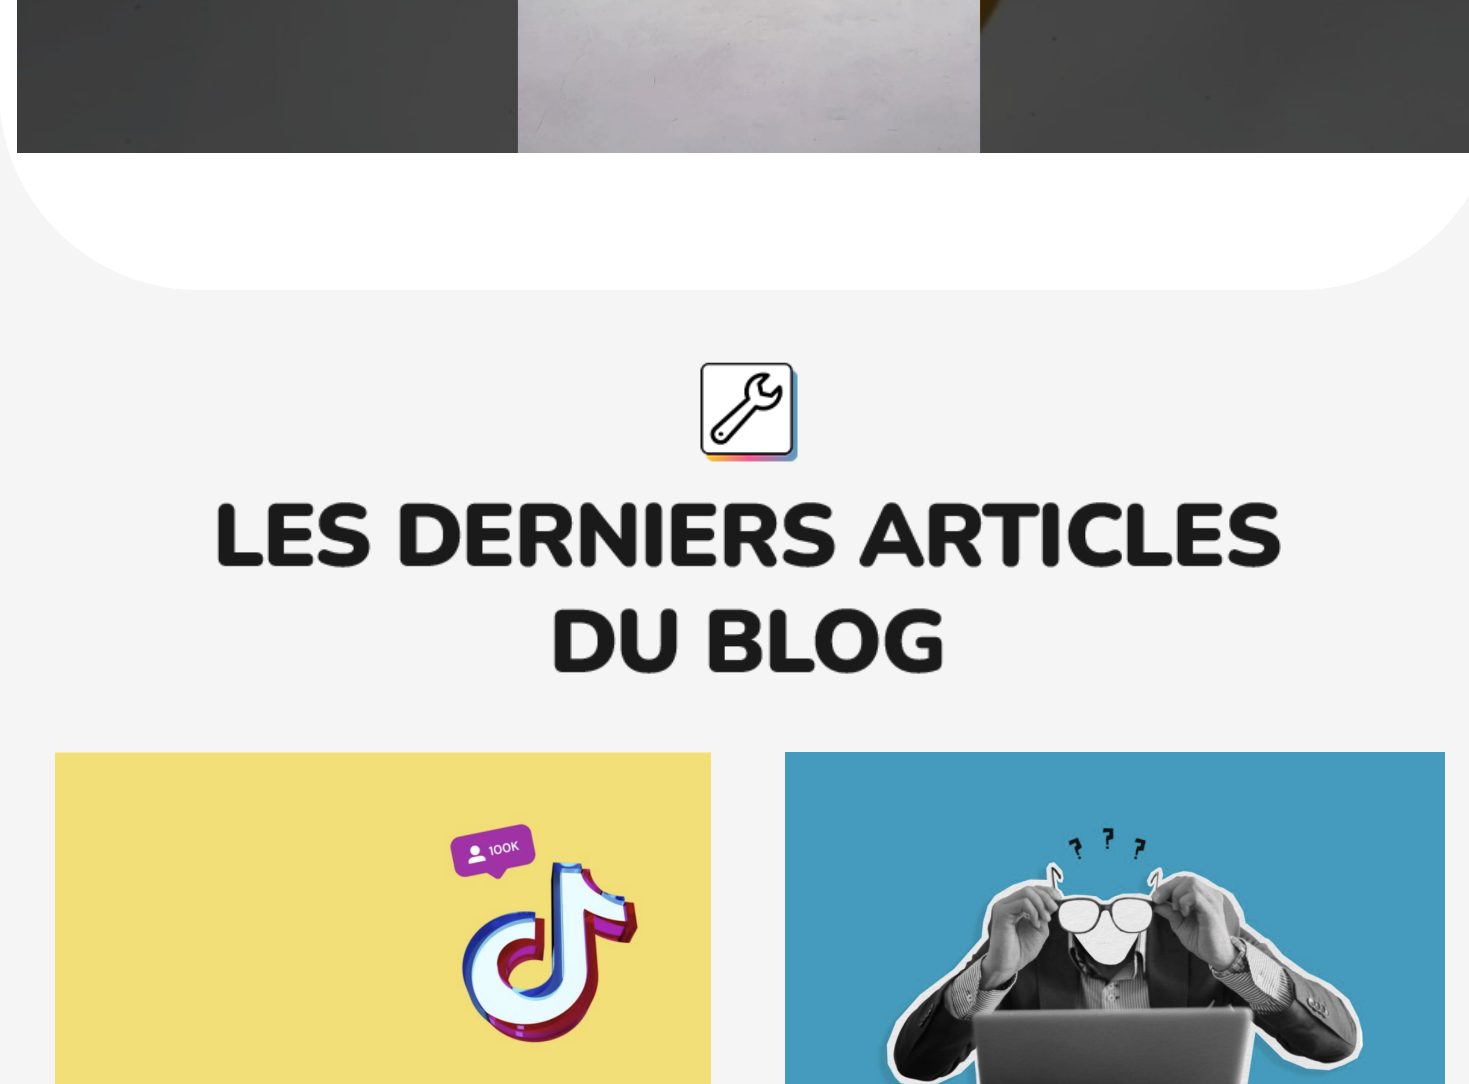 LES DERNIERS ARTICLES
DU BLOG
100K
? ? ?